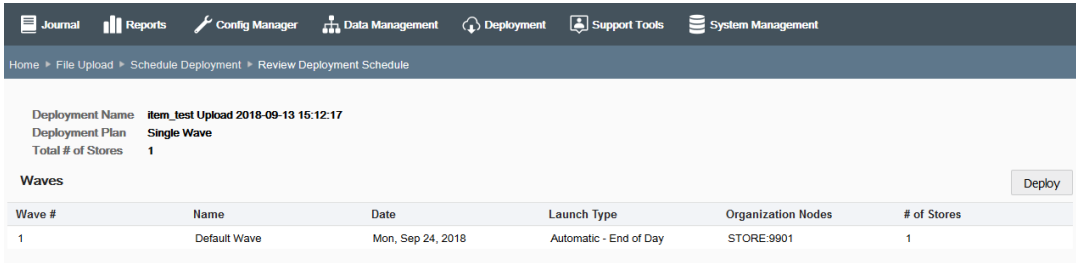 Journal Reports Config Manager Data Management Deployment Support Tools System Management
Home File Upload Schedule Deployment Review Deployment Schedule
Deployment Name item_test Upload 2018-09-13 15:12:17
Deployment Plan Single Wave
Total # of Stores 1
Waves Deploy
Wave # Name Date Launch Type Organization Nodes # of Stores
1 Default Wave Mon, Sep 24, 2018 Automatic - End of Day STORE:9901 1